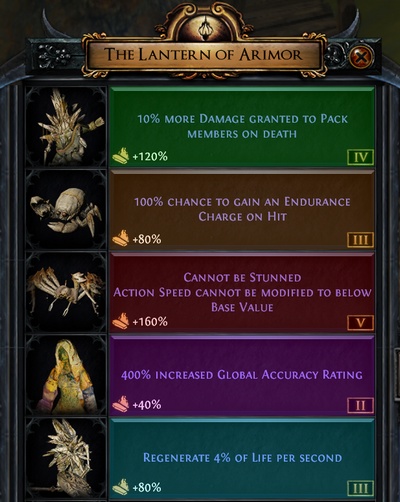 The Lantern of Arimor
10% more Damage granted to Pack
members on death
+120%
IV
100% chance to gain an Endurance
Charge on Hit
+80%
III
Cannot be Stunned
Action Speed cannot be modified to below
Base Value
+160%
V
400% increased Global Accuracy Rating
+40%
II
Regenerate 4% of Life per second
+80%
III